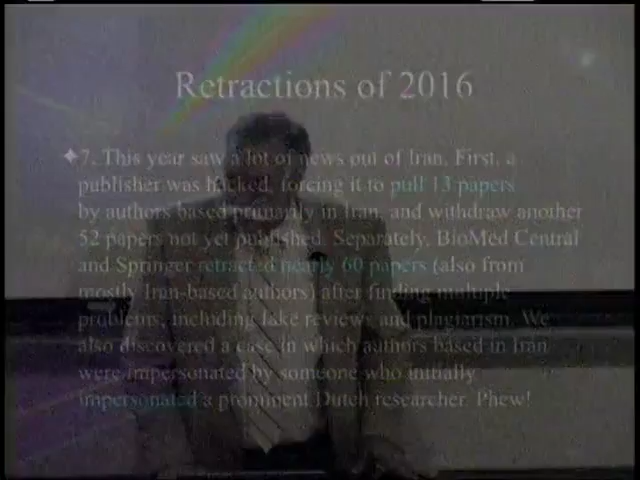 Retractions of 2016
7. This year saw a lot of news out of Iran. First, a
publisher was hacked, forcing it to pull 13 papers
by authors based primarily in Iran, and withdraw another
52 papers not yet published. Separately, BioMed Central
and Springer retracted nearly 60 papers (also from
mostly Iran-based authors) after finding multiple
problems, including fake reviews and plagiarism. We
also discovered a case in which authors based in Iran
were impersonated by someone who initially
impersonated a prominent Dutch researcher. Phew!